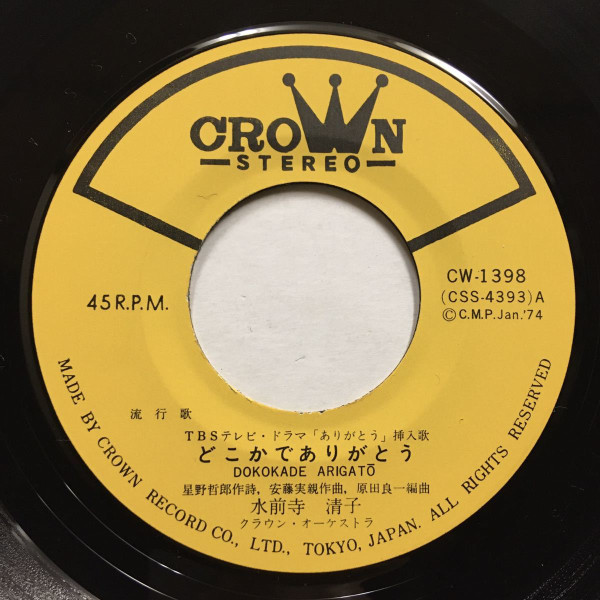 CROWN
STEREO
45 R.P.M.
CW-1398
(CSS-4393)A
©C.M.P.Jan.'74
流行歌
TBSテレビ・ドラマ「ありがとう」挿入歌
どこかでありがとう
DOKOKADE ARIGATŌ
星野哲郎作詩, 安藤実親作曲, 原田良一編曲
水前寺 清子
クラウン・オーケストラ
MADE BY CROWN RECORD CO., LTD., TOKYO, JAPAN. ALL RIGHTS RESERVED